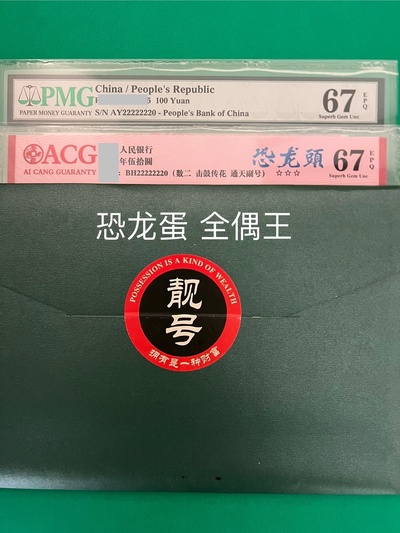 PMG
PAPER MONEY GUARANTY
China / People's Republic
5 100 Yuan
S/N AY22222220 - People's Bank of China
67 EPQ
Superb Gem Unc
ACG
AI CANG GUARANTY
人民银行
年伍拾圆
: BH22222220 (数二 击鼓传花 通天副号)
恐龙頭
☆☆☆
67 EPQ
Superb Gem Unc
恐龙蛋 全偶王
POSSESSION IS A KIND OF WEALTH
靓号
拥有是一种财富